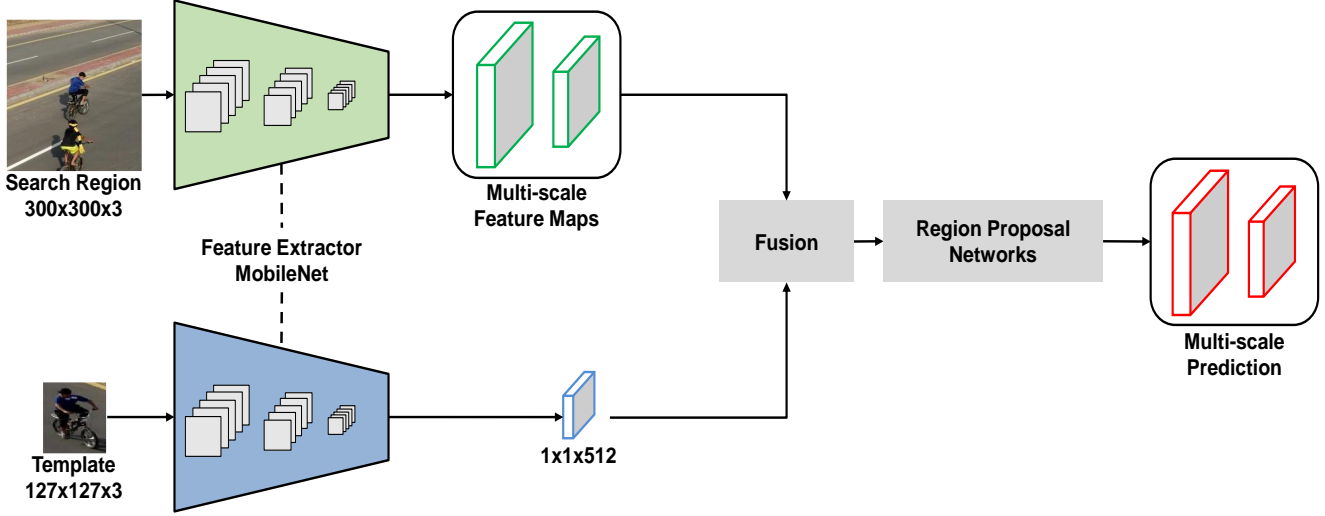 Search Region
300x300x3
Multi-scale
Feature Maps
Feature Extractor
MobileNet
Fusion
Region Proposal
Networks
Multi-scale
Prediction
Template
127x127x3
1x1x512